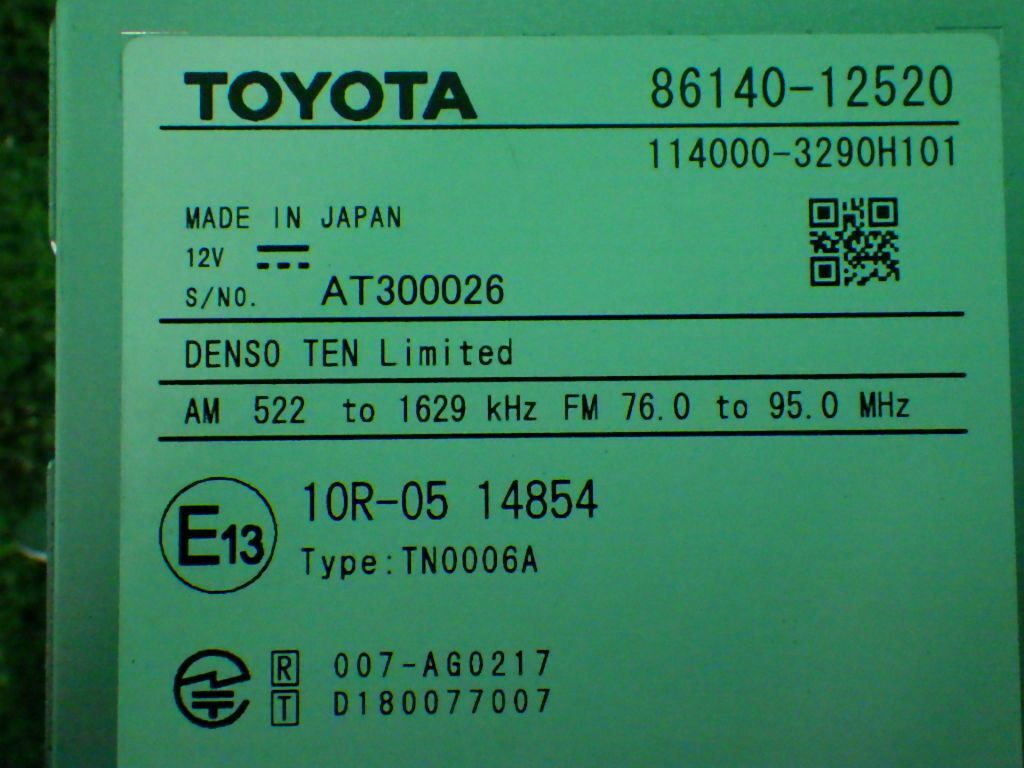 TOYOTA 86140-12520
114000-3290H101
MADE IN JAPAN
12V
S/NO. AT300026
DENSO TEN Limited
AM 522 to 1629 kHz FM 76.0 to 95.0 MHz
E13 10R-05 14854
Type:TN0006A
R 007-AG0217
T D180077007